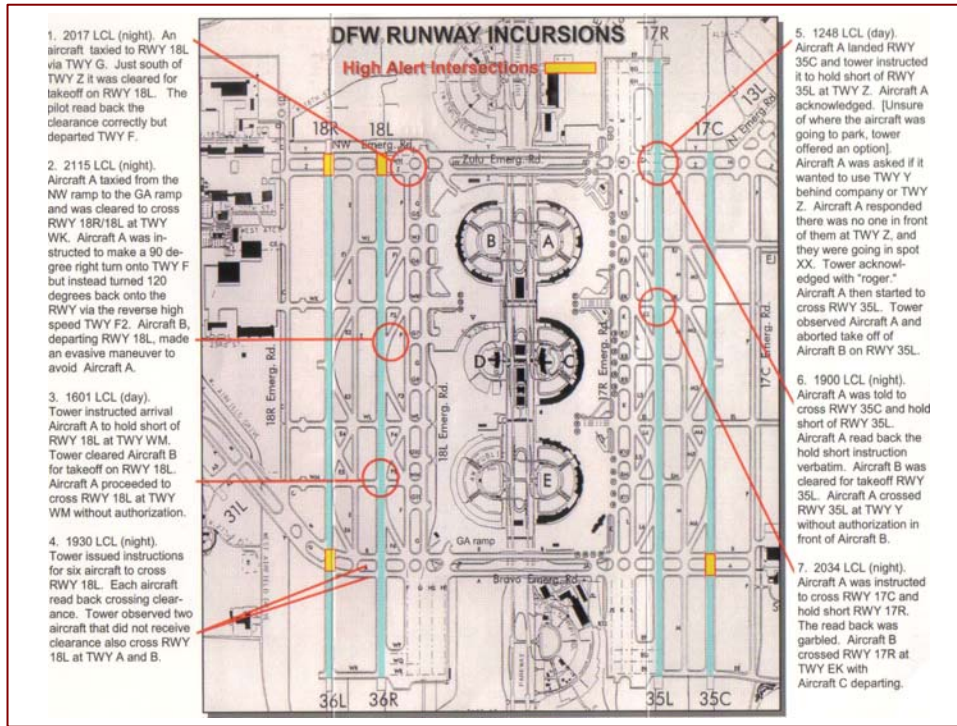 1. 2017 LCL (night). An
aircraft taxied to RWY 18L
via TWY G. Just south of
TWY Z it was cleared for
takeoff on RWY 18L. The
pilot read back the
clearance correctly but
departed TWY F.
2. 2115 LCL (night).
Aircraft A taxied from the
NW ramp to the GA ramp
and was cleared to cross
RWY 18R/18L at TWY
WK. Aircraft A was in-
structed to make a 90 de-
gree right turn onto TWY F
but instead turned 120
degrees back onto the
RWY via the reverse high
speed TWY F2. Aircraft B,
departing RWY 18L, made
an evasive maneuver to
avoid Aircraft A.
3. 1601 LCL (day).
Tower instructed arrival
Aircraft A to hold short of
RWY 18L at TWY WM.
Tower cleared Aircraft B
for takeoff on RWY 18L.
Aircraft A proceeded to
cross RWY 18L at TWY
WM without authorization.
4. 1930 LCL (night).
Tower issued instructions
for six aircraft to cross
RWY 18L. Each aircraft
read back crossing clear-
ance. Tower observed two
aircraft that did not receive
clearance also cross RWY
18L at TWY A and B.
DFW RUNWAY INCURSIONS
High Alert Intersections
17R
13L
18R
18L
17C
NW Emerg. Rd.
Zulu Emerg. Rd.
N. Emerg. Rd.
B
A
D
C
E
18R Emerg. Rd.
18L Emerg. Rd.
17R Emerg. Rd.
17C Emerg. Rd.
31L
GA ramp
Bravo Emerg. Rd.
PARKWAY
36L
36R
35L
35C
5. 1248 LCL (day).
Aircraft A landed RWY
35C and tower instructed
it to hold short of RWY
35L at TWY Z. Aircraft A
acknowledged. [Unsure
of where the aircraft was
going to park, tower
offered an option].
Aircraft A was asked if it
wanted to use TWY Y
behind company or TWY
Z. Aircraft A responded
there was no one in front
of them at TWY Z, and
they were going in spot
XX. Tower acknowl-
edged with "roger."
Aircraft A then started to
cross RWY 35L. Tower
observed Aircraft A and
aborted take off of
Aircraft B on RWY 35L.
6. 1900 LCL (night).
Aircraft A was told to
cross RWY 35C and hold
short of RWY 35L.
Aircraft A read back the
hold short instruction
verbatim. Aircraft B was
cleared for takeoff RWY
35L. Aircraft A crossed
RWY 35L at TWY Y
without authorization in
front of Aircraft B.
7. 2034 LCL (night).
Aircraft A was instructed
to cross RWY 17C and
hold short RWY 17R.
The read back was
garbled. Aircraft B
crossed RWY 17R at
TWY EK with
Aircraft C departing.